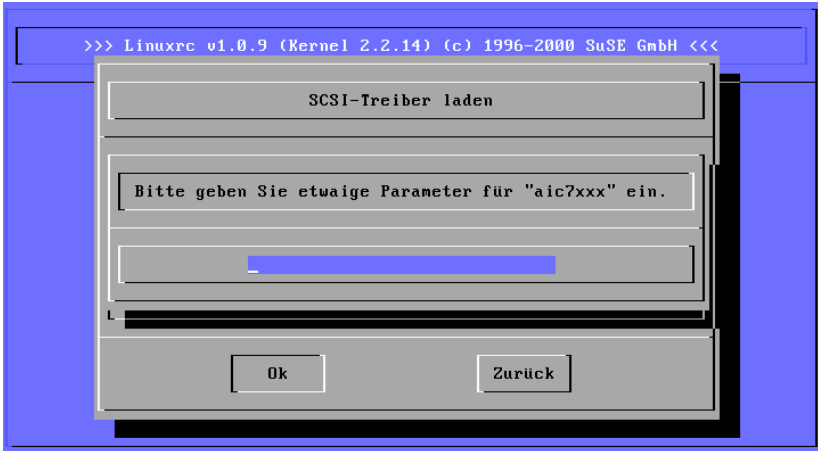 >>> Linuxrc v1.0.9 (Kernel 2.2.14) (c) 1996-2000 SuSE GmbH <<<
SCSI-Treiber laden
Bitte geben Sie etwaige Parameter für "aic7xxx" ein.
Ok Zurück